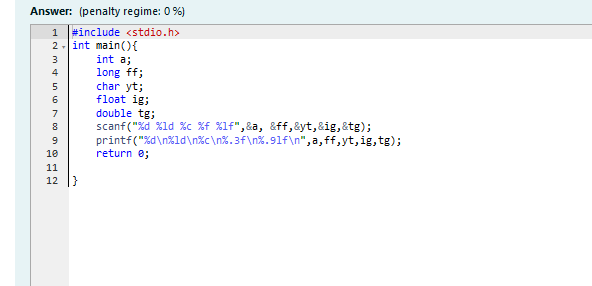 Answer: (penalty regime: 0 %)
1 #include <stdio.h>
2 int main(){
3     int a;
4     long ff;
5     char yt;
6     float ig;
7     double tg;
8     scanf("%d %ld %c %f %lf",&a, &ff,&yt,&ig,&tg);
9     printf("%d\n%ld\n%c\n%.3f\n%.9lf\n",a,ff,yt,ig,tg);
10     return 0;
11
12 }